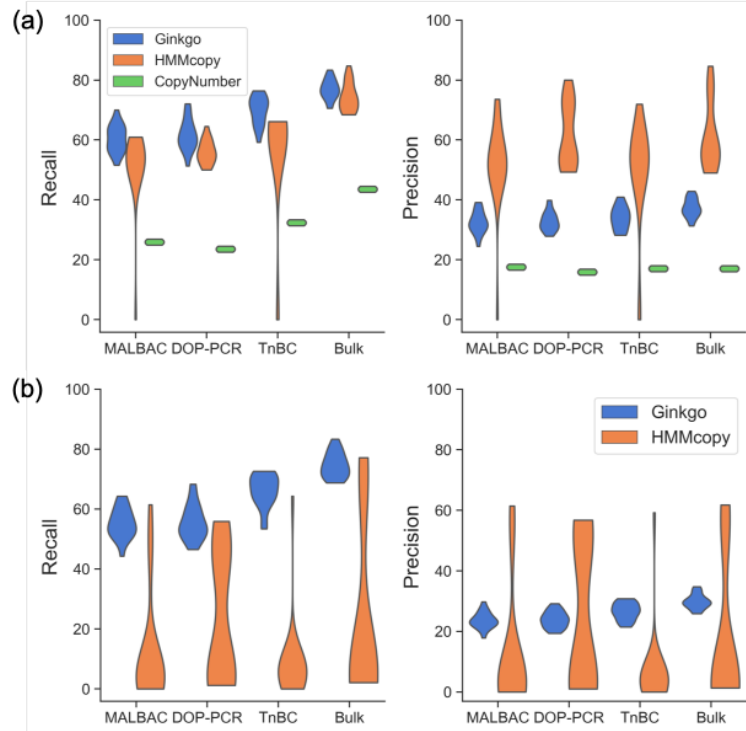 (a)
100
80
60
40
20
0
Recall
Ginkgo
HMMcopy
CopyNumber
MALBAC DOP-PCR TnBC Bulk
100
80
60
40
20
0
Precision
MALBAC DOP-PCR TnBC Bulk
(b)
100
80
60
40
20
0
Recall
MALBAC DOP-PCR TnBC Bulk
100
80
60
40
20
0
Precision
Ginkgo
HMMcopy
MALBAC DOP-PCR TnBC Bulk